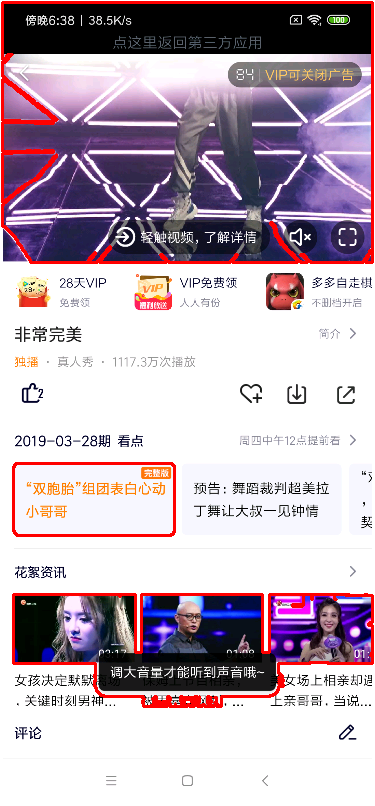 傍晚6:38 | 38.5K/s
100
点这里返回第三方应用
84 | VIP可关闭广告
轻触视频，了解详情
28天VIP
免费领
VIP
VIP免费领
人人有份
多多自走棋
不删档开启
非常完美
简介
独播 · 真人秀 · 1117.3万次播放
2
2019-03-28期 看点
周四中午12点提前看
完整版
“双胞胎”组团表白心动
小哥哥
预告：舞蹈裁判超美拉
丁舞让大叔一见钟情
花絮资讯
调大音量才能听到声音哦~
女孩决定默默
，关键时刻男神...
女场上相亲却遇
上亲哥哥，当说...
评论